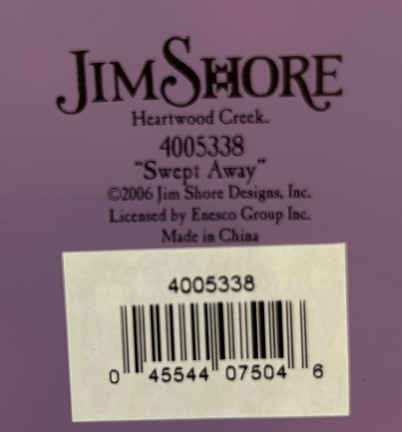 JIM SHORE
Heartwood Creek™
4005338
"Swept Away"
©2006 Jim Shore Designs, Inc.
Licensed by Enesco Group Inc.
Made in China
4005338
0 45544 07504 6